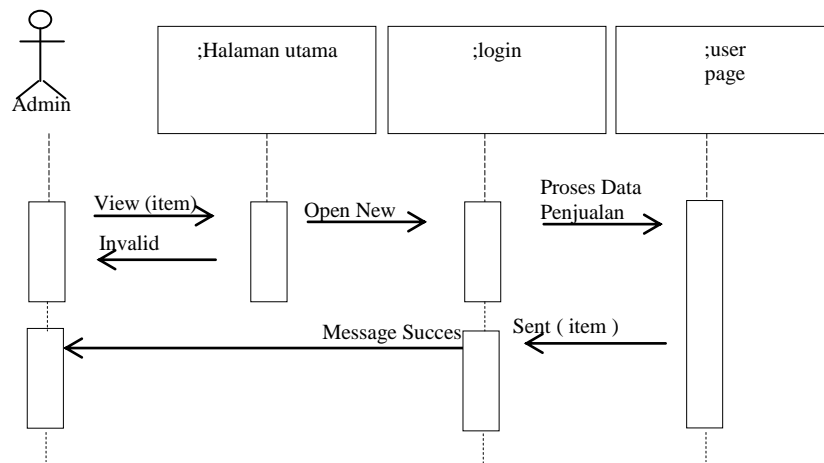 ;Halaman utama
;login
;user
page
Admin
View (item)
Open New
Proses Data
Penjualan
Invalid
Message Succes
Sent ( item )